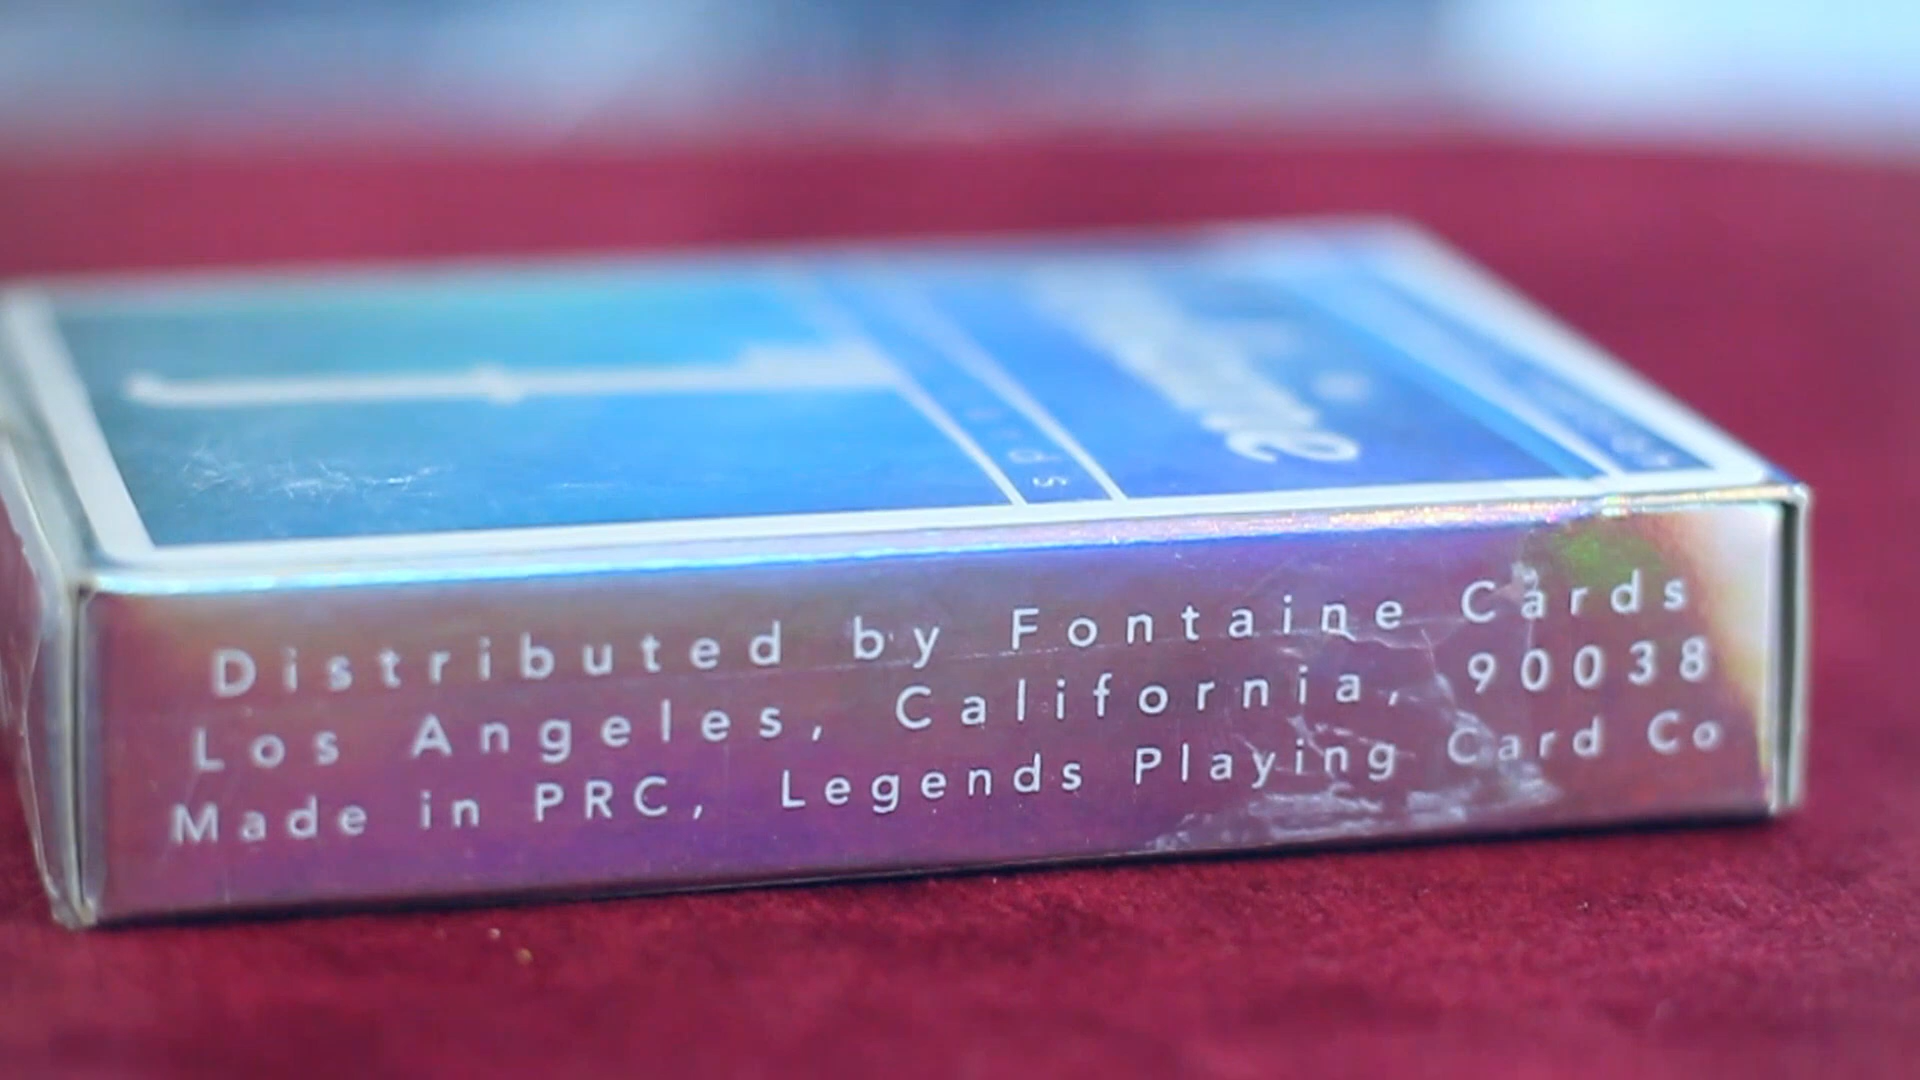 Distributed by Fontaine Cards
Los Angeles, California, 90038
Made in PRC, Legends Playing Card Co